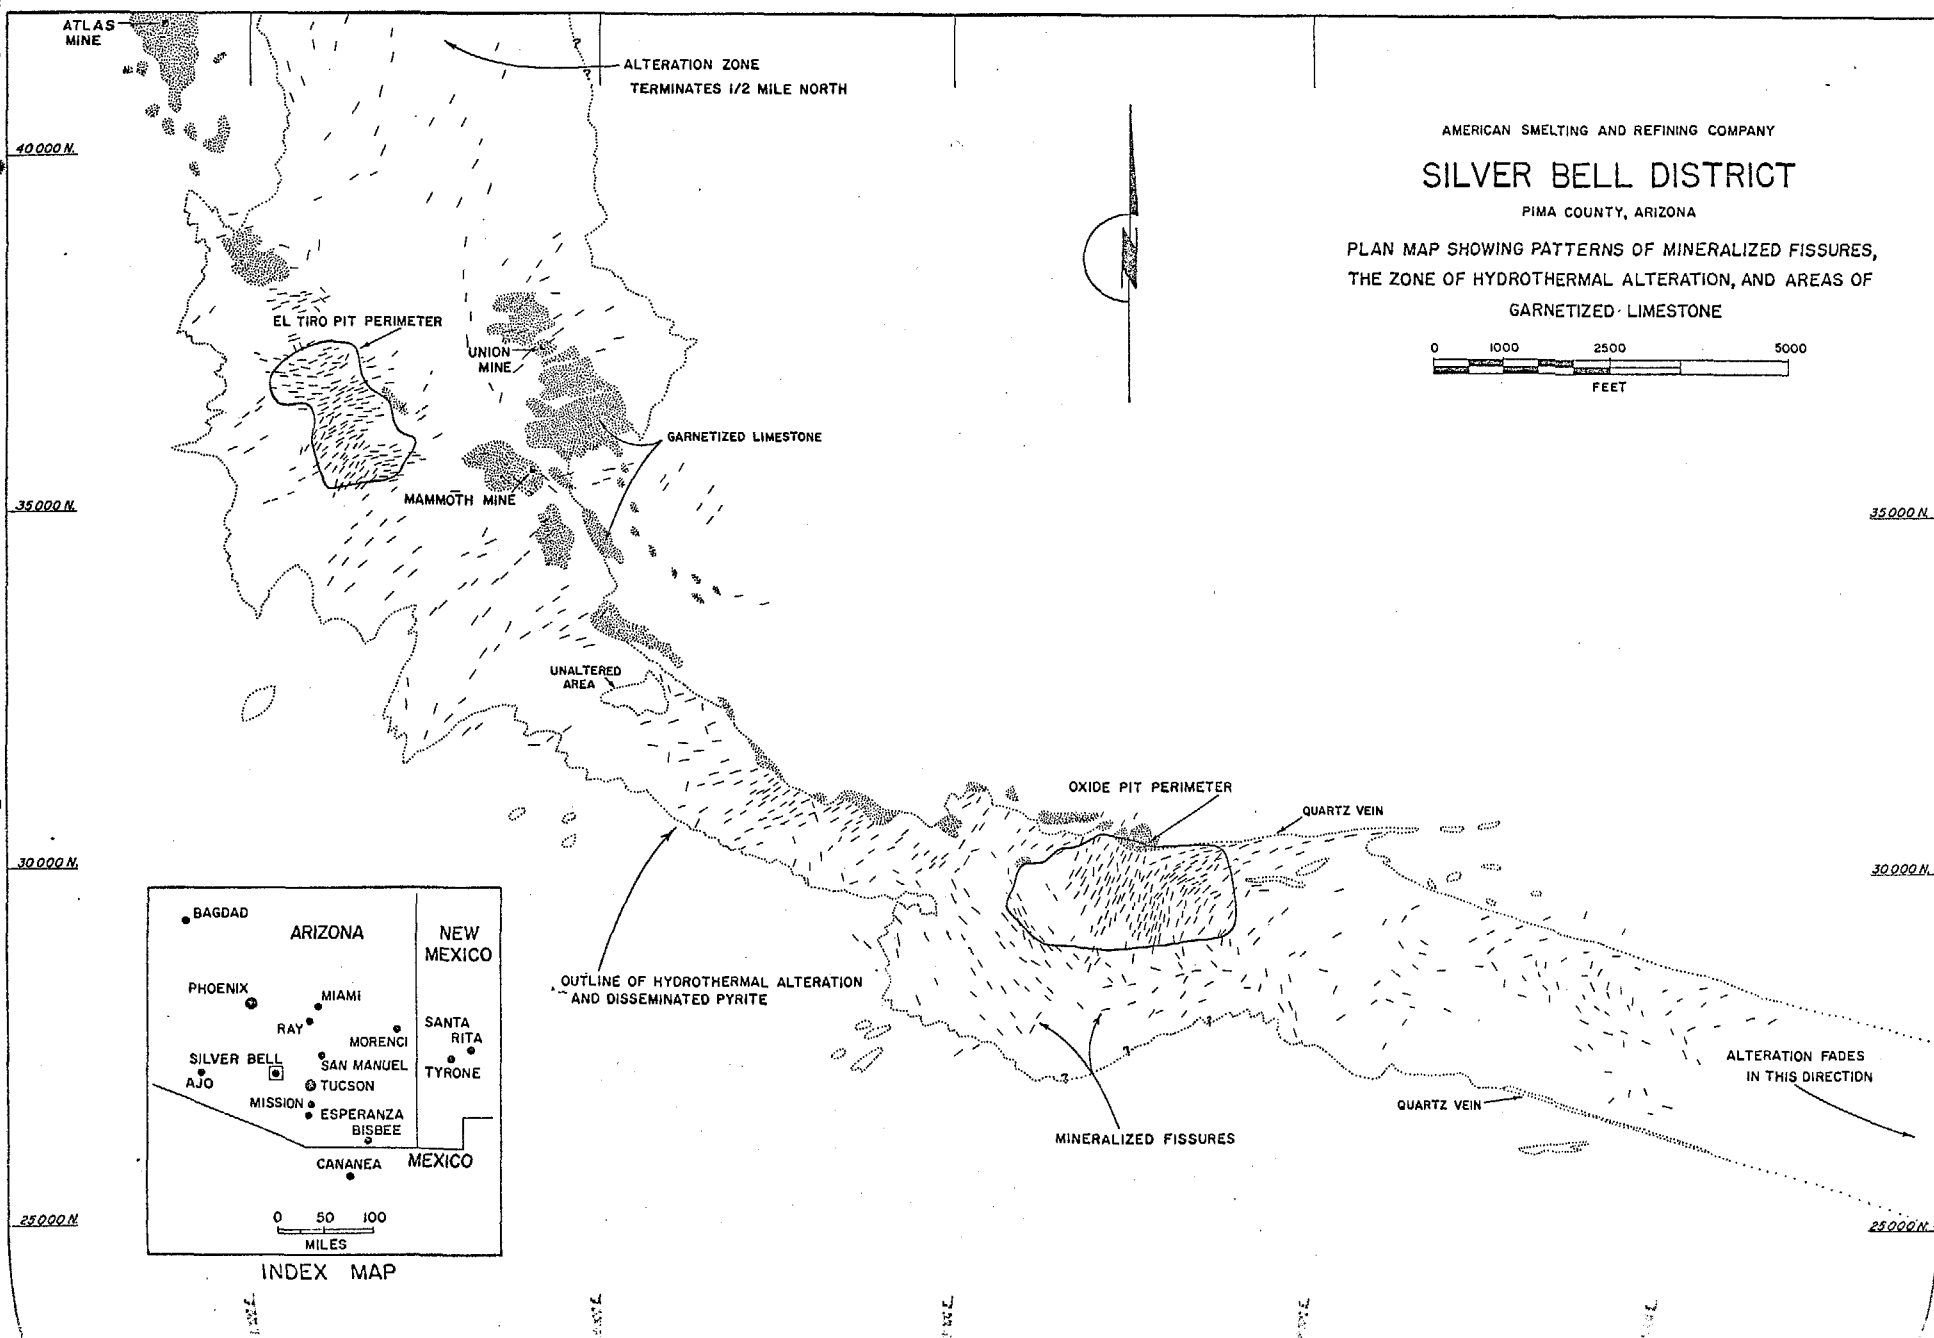 ATLAS
MINE
ALTERATION ZONE
TERMINATES 1/2 MILE NORTH
40000 N.
AMERICAN SMELTING AND REFINING COMPANY
SILVER BELL DISTRICT
PIMA COUNTY, ARIZONA
PLAN MAP SHOWING PATTERNS OF MINERALIZED FISSURES,
THE ZONE OF HYDROTHERMAL ALTERATION, AND AREAS OF
GARNETIZED LIMESTONE
0 1000 2500 5000
FEET
N
EL TIRO PIT PERIMETER
UNION
MINE
GARNETIZED LIMESTONE
MAMMOTH MINE
35000 N.
35000 N.
UNALTERED
AREA
OXIDE PIT PERIMETER
QUARTZ VEIN
30000 N.
30000 N.
OUTLINE OF HYDROTHERMAL ALTERATION
AND DISSEMINATED PYRITE
MINERALIZED FISSURES
QUARTZ VEIN
ALTERATION FADES
IN THIS DIRECTION
? ? ? ? ?
BAGDAD
ARIZONA
NEW
MEXICO
PHOENIX
MIAMI
RAY
MORENCI
SANTA
RITA
SILVER BELL
SAN MANUEL
TYRONE
AJO
TUCSON
MISSION
ESPERANZA
BISBEE
CANANEA
MEXICO
0 50 100
MILES
INDEX MAP
25000 N.
25000 N.